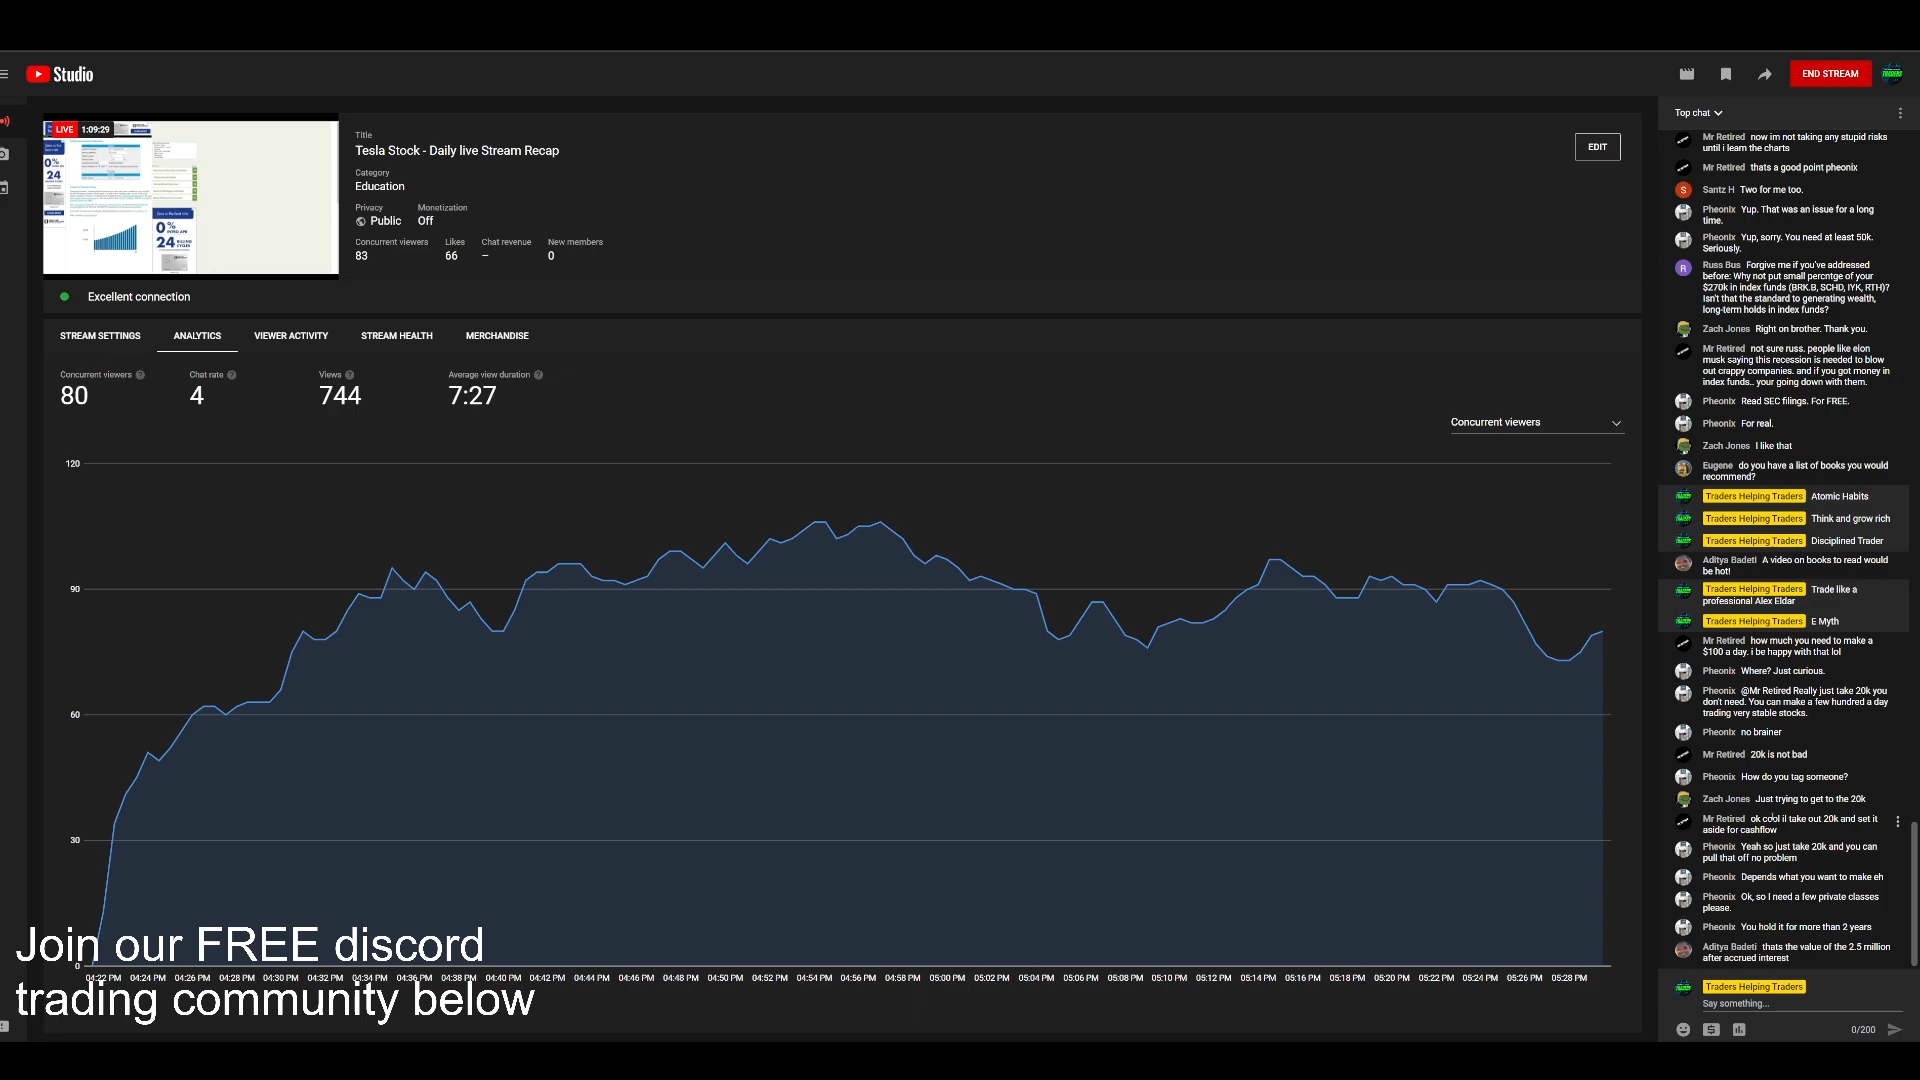 Studio
END STREAM
LIVE 1:09:29
0%
24
0%
INTRO APR
24
BILLING
CYCLES
Title
Tesla Stock - Daily live Stream Recap
EDIT
Category
Education
Privacy Monetization
Public Off
Concurrent viewers Likes Chat revenue New members
83 66 – 0
Excellent connection
STREAM SETTINGS ANALYTICS VIEWER ACTIVITY STREAM HEALTH MERCHANDISE
Concurrent viewers Chat rate Views Average view duration
80 4 744 7:27
Concurrent viewers
120
90
60
30
0
04:22 PM 04:24 PM 04:26 PM 04:28 PM 04:30 PM 04:32 PM 04:34 PM 04:36 PM 04:38 PM 04:40 PM 04:42 PM 04:44 PM 04:46 PM 04:48 PM 04:50 PM 04:52 PM 04:54 PM 04:56 PM 04:58 PM 05:00 PM 05:02 PM 05:04 PM 05:06 PM 05:08 PM 05:10 PM 05:12 PM 05:14 PM 05:16 PM 05:18 PM 05:20 PM 05:22 PM 05:24 PM 05:26 PM 05:28 PM
Join our FREE discord
trading community below
Top chat
Mr Retired now im not taking any stupid risks
until i learn the charts
Mr Retired thats a good point pheonix
S Santz H Two for me too.
Pheonix Yup. That was an issue for a long
time.
Pheonix Yup, sorry. You need at least 50k.
Seriously.
R Russ Bus Forgive me if you've addressed
before: Why not put small percntge of your
$270k in index funds (BRK.B, SCHD, IYK, RTH)?
Isn't that the standard to generating wealth,
long-term holds in index funds?
Zach Jones Right on brother. Thank you.
Mr Retired not sure russ. people like elon
musk saying this recession is needed to blow
out crappy companies. and if you got money in
index funds.. your going down with them.
Pheonix Read SEC filings. For FREE.
Pheonix For real.
Zach Jones I like that
Eugene do you have a list of books you would
recommend?
Traders Helping Traders Atomic Habits
Traders Helping Traders Think and grow rich
Traders Helping Traders Disciplined Trader
Aditya Badeti A video on books to read would
be hot!
Traders Helping Traders Trade like a
professional Alex Eldar
Traders Helping Traders E Myth
Mr Retired how much you need to make a
$100 a day. i be happy with that lol
Pheonix Where? Just curious.
Pheonix @Mr Retired Really just take 20k you
don't need. You can make a few hundred a day
trading very stable stocks.
Pheonix no brainer
Mr Retired 20k is not bad
Pheonix How do you tag someone?
Zach Jones Just trying to get to the 20k
Mr Retired ok cool il take out 20k and set it
aside for cashflow
Pheonix Yeah so just take 20k and you can
pull that off no problem
Pheonix Depends what you want to make eh
Pheonix Ok, so I need a few private classes
please.
Pheonix You hold it for more than 2 years
Aditya Badeti thats the value of the 2.5 million
after accrued interest
Traders Helping Traders
Say something...
0/200